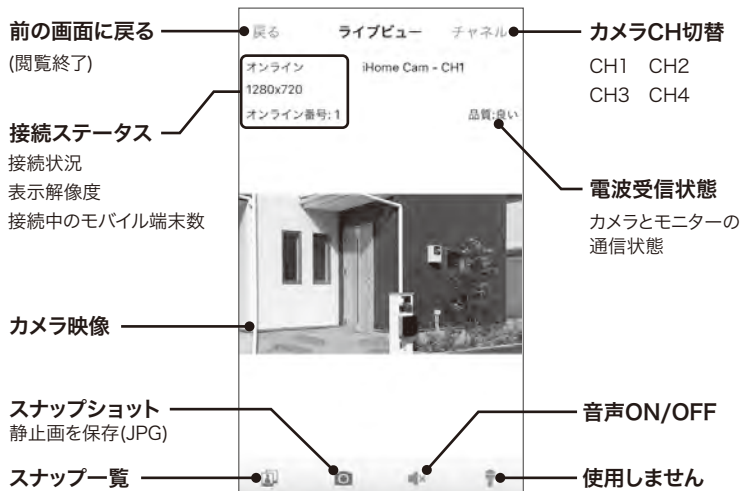 前の画面に戻る
(閲覧終了)
接続ステータス
接続状況
表示解像度
接続中のモバイル端末数
カメラ映像
スナップショット
静止画を保存(JPG)
スナップ一覧
戻る
ライブビュー
チャネル
オンライン
iHome Cam - CH1
1280x720
オンライン番号: 1
品質:良い
カメラCH切替
CH1 CH2
CH3 CH4
電波受信状態
カメラとモニターの
通信状態
音声ON/OFF
使用しません